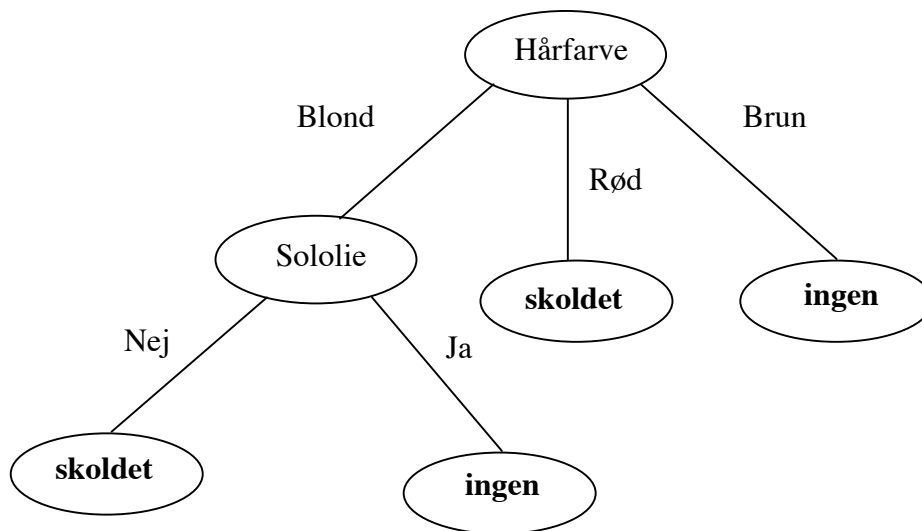 Hårfarve
Blond
Brun
Rød
Sololie
skoldet
ingen
Nej
Ja
skoldet
ingen